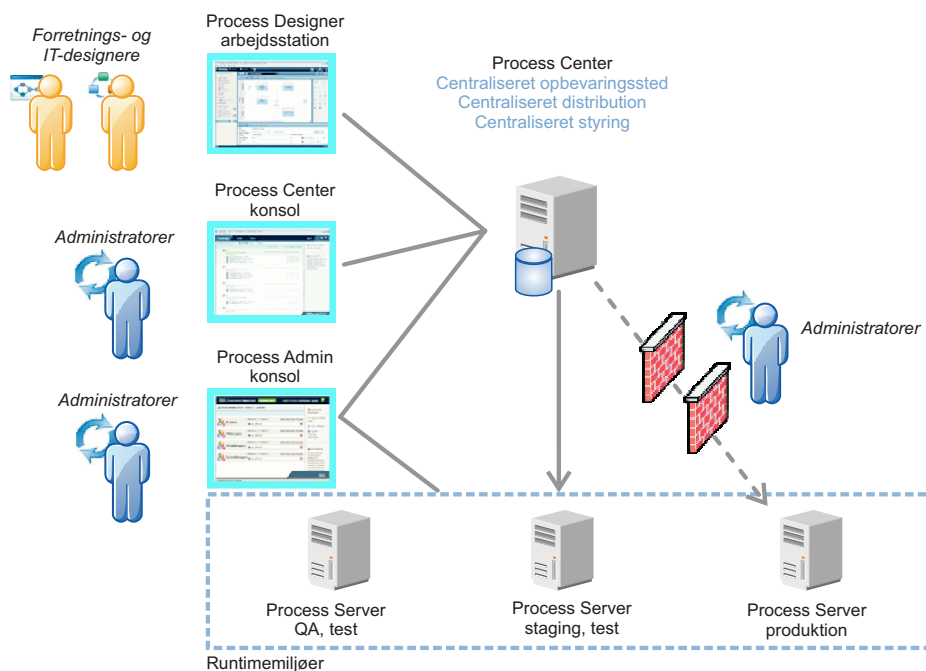 Forretnings- og
IT-designere
Process Designer
arbejdsstation
Process Center
Centraliseret opbevaringssted
Centraliseret distribution
Centraliseret styring
Process Center
konsol
Administratorer
Administratorer
Process Admin
konsol
Administratorer
Process Server
QA, test
Process Server
staging, test
Process Server
produktion
Runtimemiljøer